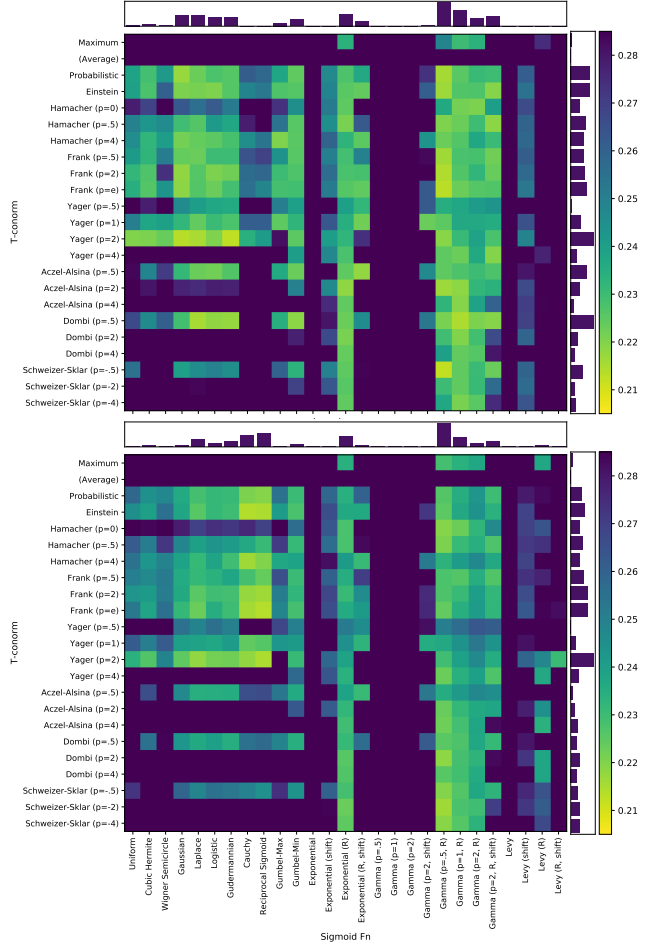 Maximum
(Average)
Probabilistic
Einstein
Hamacher (p=0)
Hamacher (p=.5)
Hamacher (p=4)
Frank (p=.5)
Frank (p=2)
Frank (p=e)
Yager (p=.5)
Yager (p=1)
Yager (p=2)
Yager (p=4)
Aczel-Alsina (p=.5)
Aczel-Alsina (p=2)
Aczel-Alsina (p=4)
Dombi (p=.5)
Dombi (p=2)
Dombi (p=4)
Schweizer-Sklar (p=-.5)
Schweizer-Sklar (p=-2)
Schweizer-Sklar (p=-4)
T-conorm
0.28
0.27
0.26
0.25
0.24
0.23
0.22
0.21
Maximum
(Average)
Probabilistic
Einstein
Hamacher (p=0)
Hamacher (p=.5)
Hamacher (p=4)
Frank (p=.5)
Frank (p=2)
Frank (p=e)
Yager (p=.5)
Yager (p=1)
Yager (p=2)
Yager (p=4)
Aczel-Alsina (p=.5)
Aczel-Alsina (p=2)
Aczel-Alsina (p=4)
Dombi (p=.5)
Dombi (p=2)
Dombi (p=4)
Schweizer-Sklar (p=-.5)
Schweizer-Sklar (p=-2)
Schweizer-Sklar (p=-4)
T-conorm
0.28
0.27
0.26
0.25
0.24
0.23
0.22
0.21
Uniform
Cubic Hermite
Wigner Semicircle
Gaussian
Laplace
Logistic
Gudermannian
Cauchy
Reciprocal Sigmoid
Gumbel-Max
Gumbel-Min
Exponential
Exponential (shift)
Exponential (R)
Exponential (R, shift)
Gamma (p=.5)
Gamma (p=1)
Gamma (p=2)
Gamma (p=2, shift)
Gamma (p=.5, R)
Gamma (p=1, R)
Gamma (p=2, R)
Gamma (p=2, R, shift)
Levy
Levy (shift)
Levy (R)
Levy (R, shift)
Sigmoid Fn